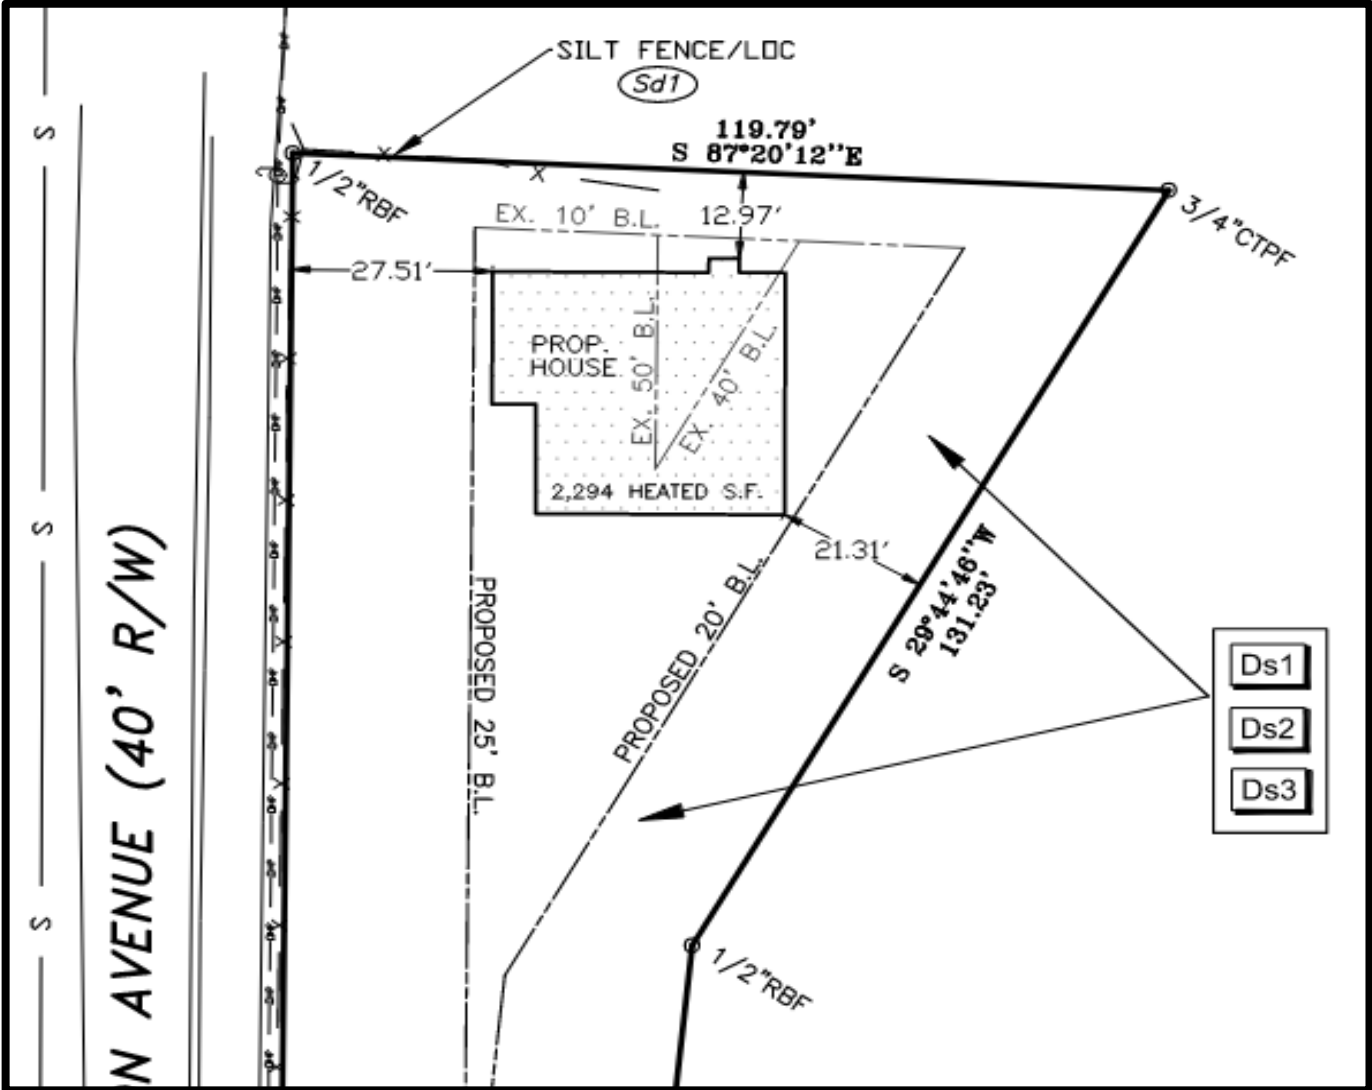 SILT FENCE/LOC
Sd1
119.79'
S 87°20'12"E
1/2"RBF
3/4"CTPF
EX. 10' B.L.
12.97'
27.51'
PROP.
HOUSE
EX. 50' B.L.
EX. 40' B.L.
2,294 HEATED S.F.
21.31'
S 29°44'46"W
131.23'
PROPOSED 25' B.L.
PROPOSED 20' B.L.
Ds1
Ds2
Ds3
1/2"RBF
ON AVENUE (40' R/W)
S
S
S